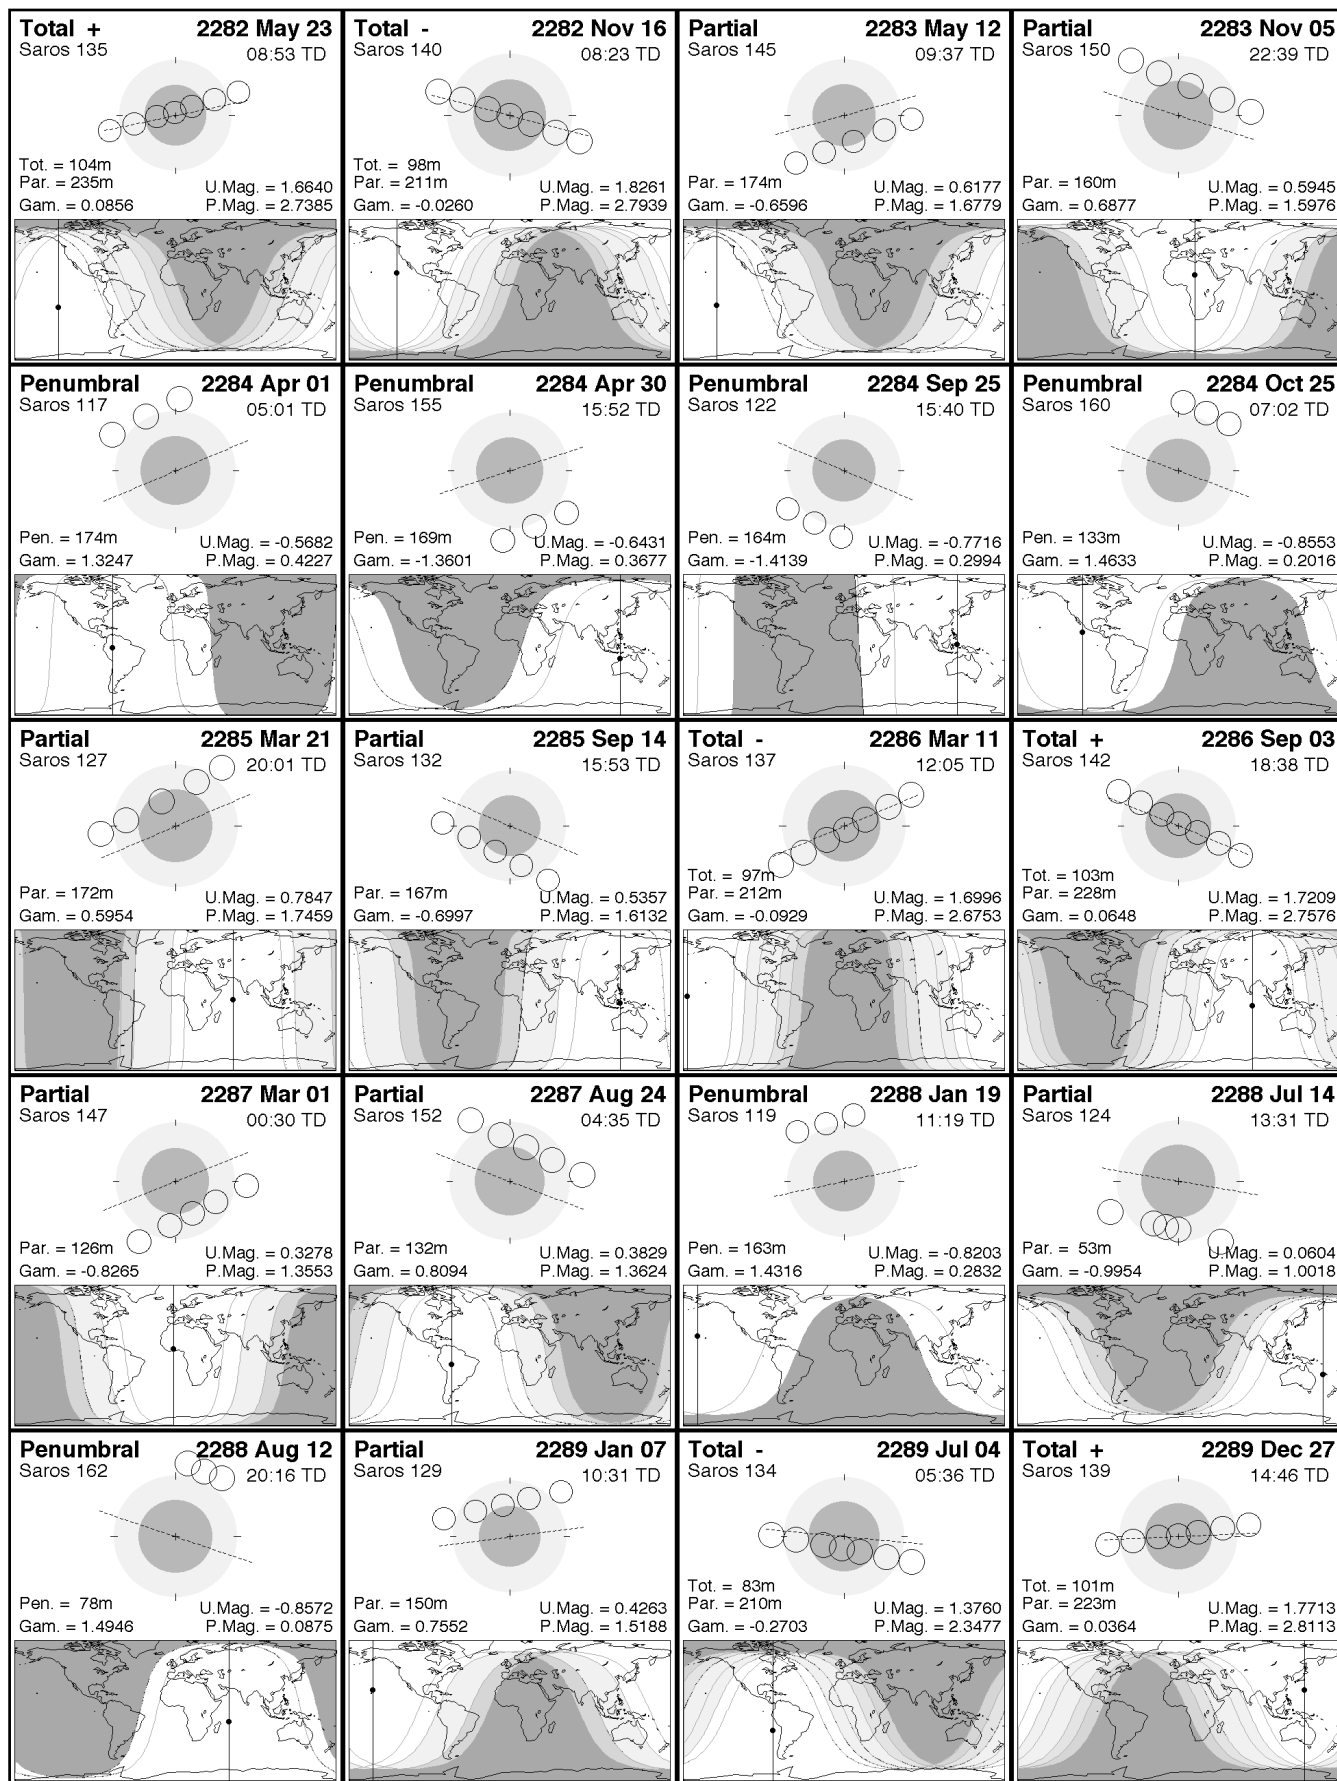 Total + 2282 May 23
Saros 135 08:53 TD
Tot. = 104m
Par. = 235m U.Mag. = 1.6640
Gam. = 0.0856 P.Mag. = 2.7385
Total - 2282 Nov 16
Saros 140 08:23 TD
Tot. = 98m
Par. = 211m U.Mag. = 1.8261
Gam. = -0.0260 P.Mag. = 2.7939
Partial 2283 May 12
Saros 145 09:37 TD
Par. = 174m U.Mag. = 0.6177
Gam. = -0.6596 P.Mag. = 1.6779
Partial 2283 Nov 05
Saros 150 22:39 TD
Par. = 160m U.Mag. = 0.5945
Gam. = 0.6877 P.Mag. = 1.5976
Penumbral 2284 Apr 01
Saros 117 05:01 TD
Pen. = 174m U.Mag. = -0.5682
Gam. = 1.3247 P.Mag. = 0.4227
Penumbral 2284 Apr 30
Saros 155 15:52 TD
Pen. = 169m U.Mag. = -0.6431
Gam. = -1.3601 P.Mag. = 0.3677
Penumbral 2284 Sep 25
Saros 122 15:40 TD
Pen. = 164m U.Mag. = -0.7716
Gam. = -1.4139 P.Mag. = 0.2994
Penumbral 2284 Oct 25
Saros 160 07:02 TD
Pen. = 133m U.Mag. = -0.8553
Gam. = 1.4633 P.Mag. = 0.2016
Partial 2285 Mar 21
Saros 127 20:01 TD
Par. = 172m U.Mag. = 0.7847
Gam. = 0.5954 P.Mag. = 1.7459
Partial 2285 Sep 14
Saros 132 15:53 TD
Par. = 167m U.Mag. = 0.5357
Gam. = -0.6997 P.Mag. = 1.6132
Total - 2286 Mar 11
Saros 137 12:05 TD
Tot. = 97m
Par. = 212m U.Mag. = 1.6996
Gam. = -0.0929 P.Mag. = 2.6753
Total + 2286 Sep 03
Saros 142 18:38 TD
Tot. = 103m
Par. = 228m U.Mag. = 1.7209
Gam. = 0.0648 P.Mag. = 2.7576
Partial 2287 Mar 01
Saros 147 00:30 TD
Par. = 126m U.Mag. = 0.3278
Gam. = -0.8265 P.Mag. = 1.3553
Partial 2287 Aug 24
Saros 152 04:35 TD
Par. = 132m U.Mag. = 0.3829
Gam. = 0.8094 P.Mag. = 1.3624
Penumbral 2288 Jan 19
Saros 119 11:19 TD
Pen. = 163m U.Mag. = -0.8203
Gam. = 1.4316 P.Mag. = 0.2832
Partial 2288 Jul 14
Saros 124 13:31 TD
Par. = 53m U.Mag. = 0.0604
Gam. = -0.9954 P.Mag. = 1.0018
Penumbral 2288 Aug 12
Saros 162 20:16 TD
Pen. = 78m U.Mag. = -0.8572
Gam. = 1.4946 P.Mag. = 0.0875
Partial 2289 Jan 07
Saros 129 10:31 TD
Par. = 150m U.Mag. = 0.4263
Gam. = 0.7552 P.Mag. = 1.5188
Total - 2289 Jul 04
Saros 134 05:36 TD
Tot. = 83m
Par. = 210m U.Mag. = 1.3760
Gam. = -0.2703 P.Mag. = 2.3477
Total + 2289 Dec 27
Saros 139 14:46 TD
Tot. = 101m
Par. = 223m U.Mag. = 1.7713
Gam. = 0.0364 P.Mag. = 2.8113